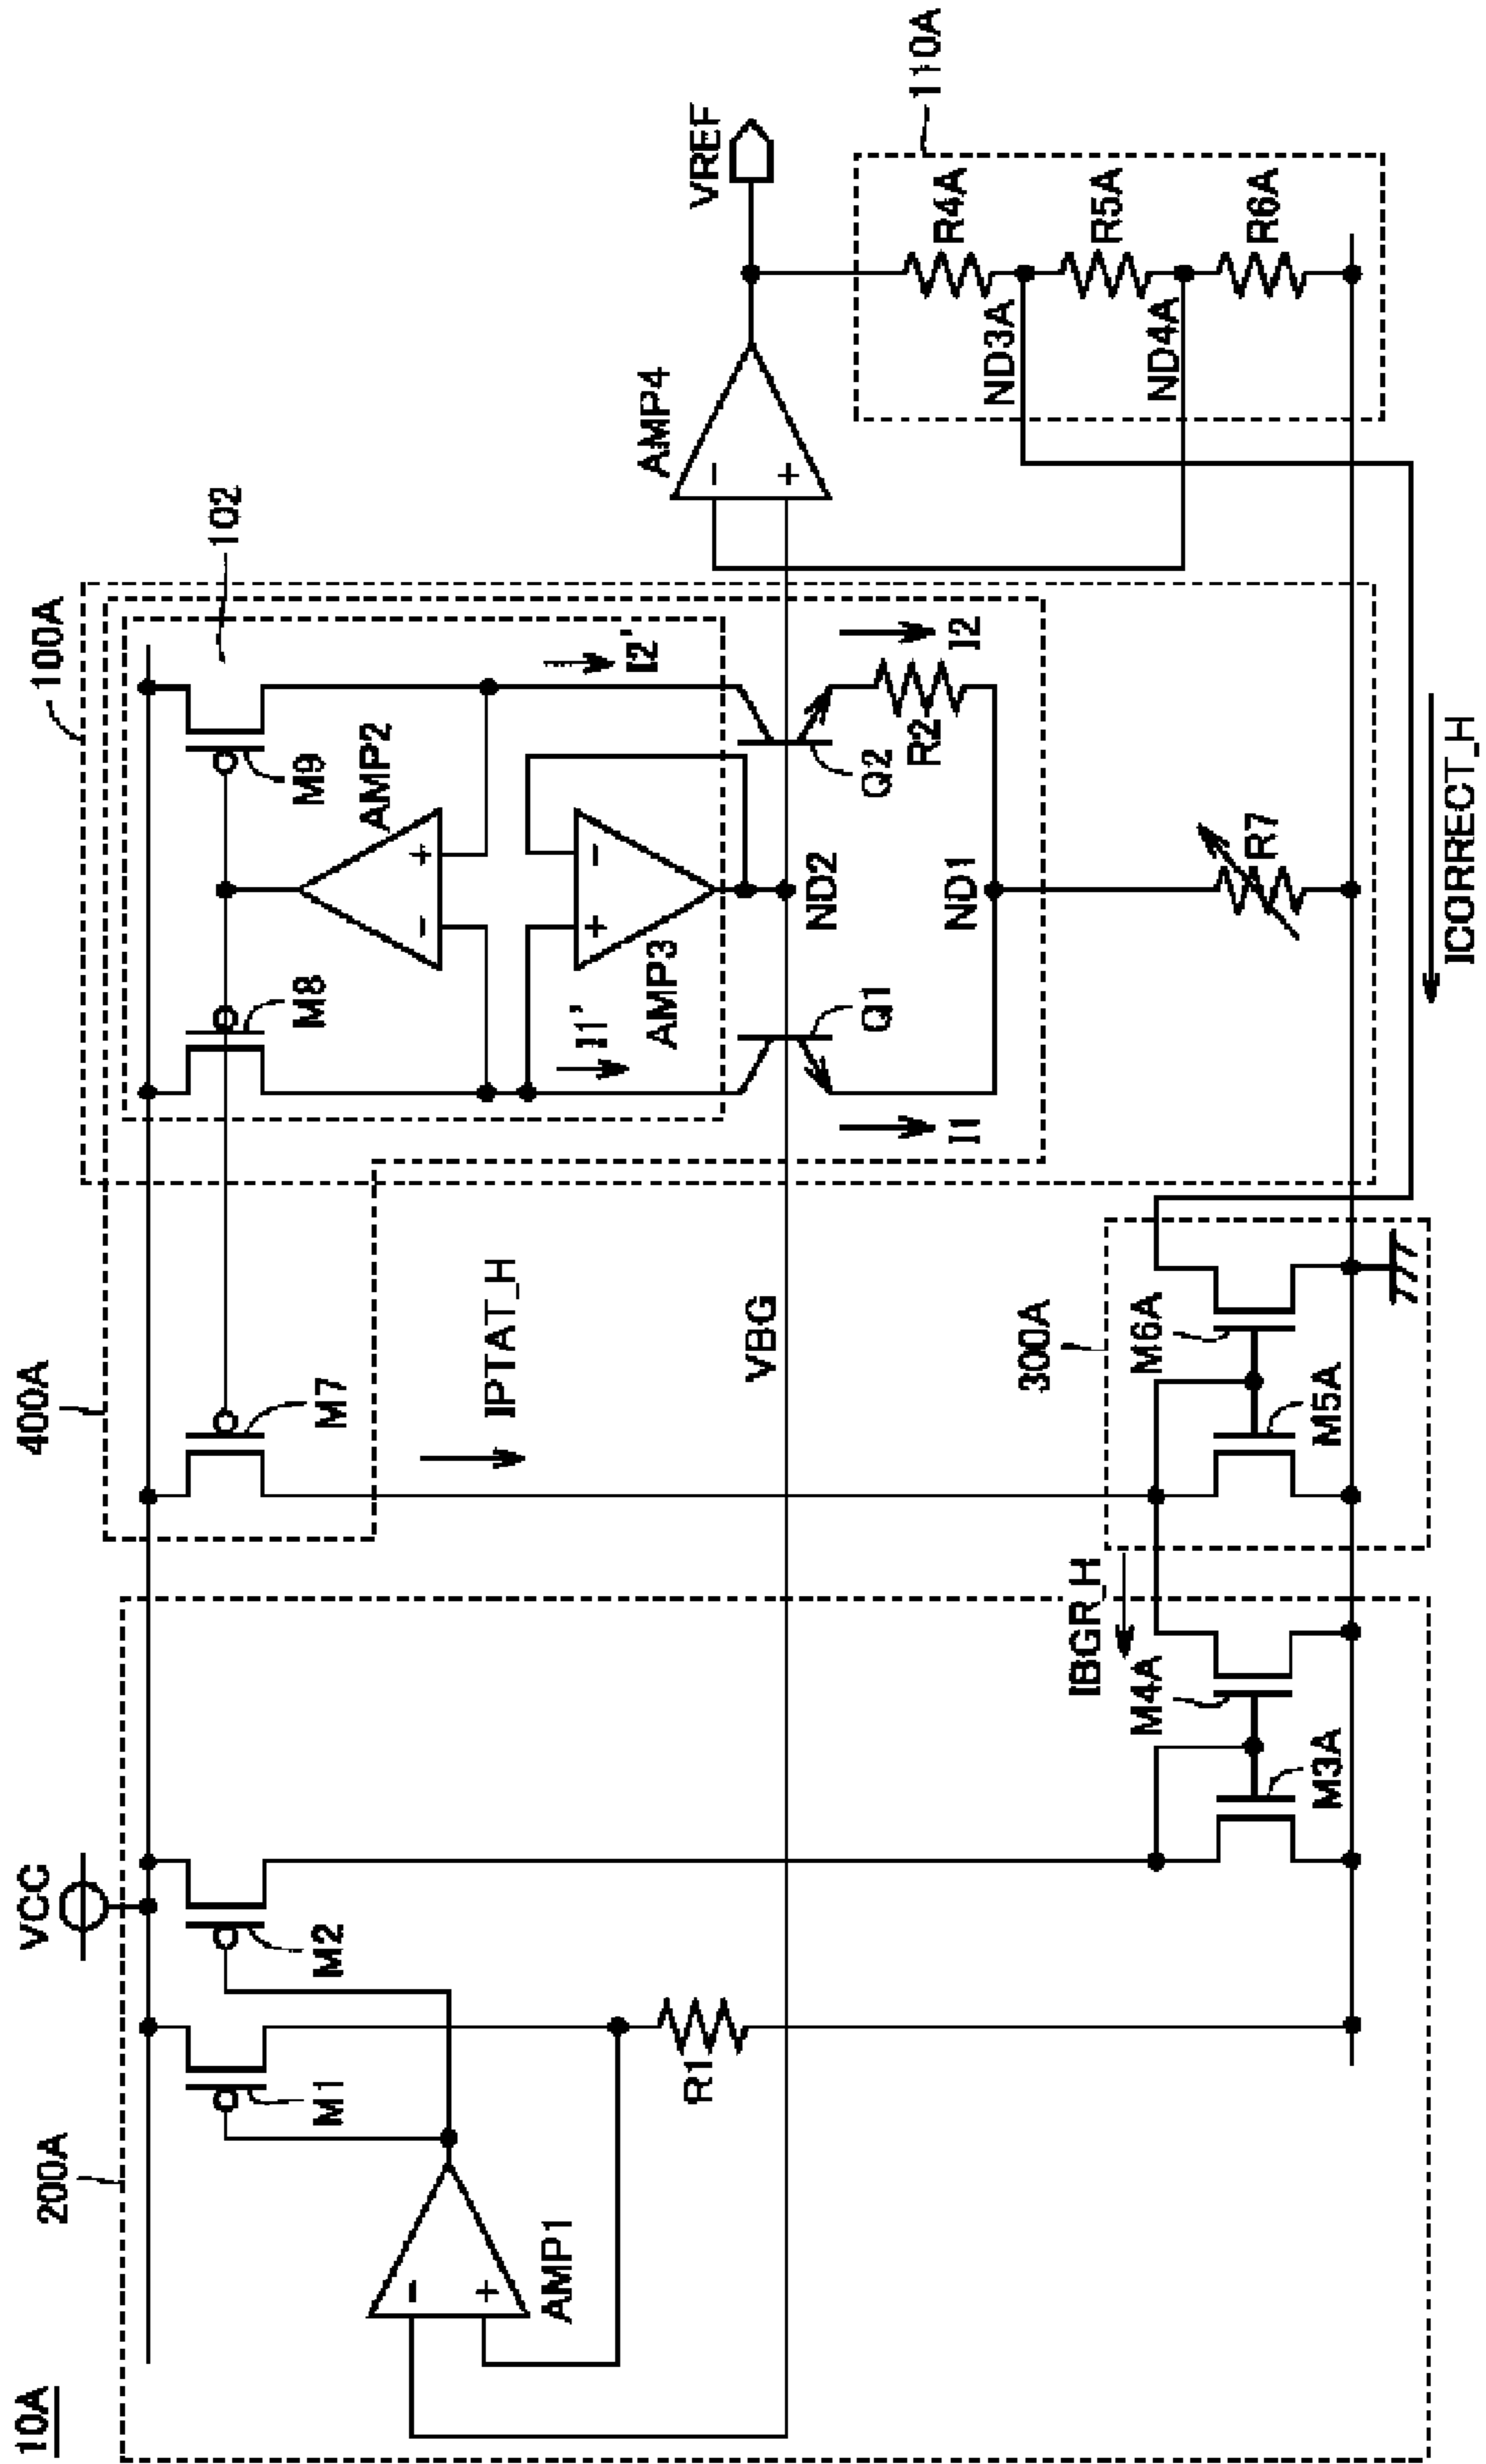 10A
200A
VCC
400A
100A
102
M1
M2
M7
M8
M9
AMP1
AMP2
AMP3
AMP4
R1
IPTAT_H
I1'
I2'
VBG
ND2
Q1
Q2
R2
I1
I2
ND1
R7
VREF
110A
R4A
ND3A
R5A
ND4A
R6A
IBGR_H
300A
M3A
M4A
M5A
M6A
ICORRECT_H
-
+
-
+
-
+
-
+